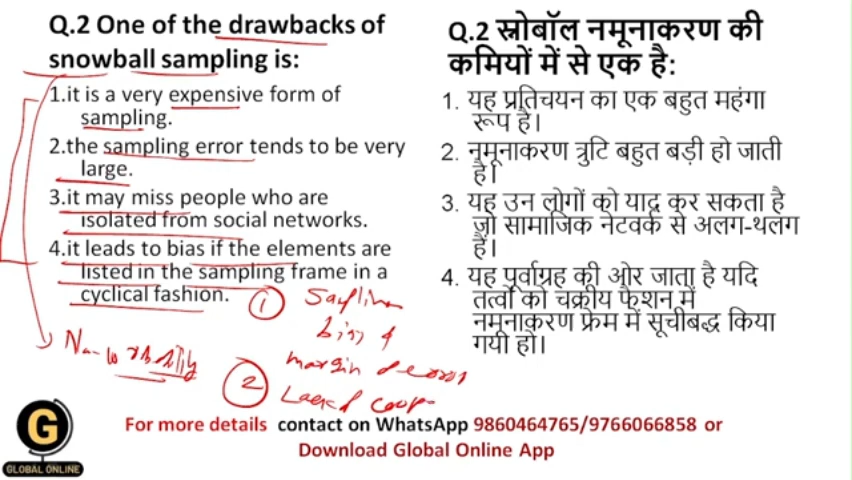 Q.2 One of the drawbacks of
snowball sampling is:
1.it is a very expensive form of
sampling.
2.the sampling error tends to be very
large.
3.it may miss people who are
isolated from social networks.
4.it leads to bias if the elements are
listed in the sampling frame in a
cyclical fashion.
1
bias &
margin
2
Q.2 स्नोबॉल नमूनाकरण की
कमियों में से एक है:
1. यह प्रतिचयन का एक बहुत महंगा
रूप है।
2. नमूनाकरण त्रुटि बहुत बड़ी हो जाती
है।
3. यह उन लोगों को याद कर सकता है
जो सामाजिक नेटवर्क से अलग-थलग
हैं।
4. यह पूर्वाग्रह की ओर जाता है यदि
तत्वों को चक्रीय फैशन में
नमूनाकरण फ्रेम में सूचीबद्ध किया
गया हो।
For more details contact on WhatsApp 9860464765/9766066858 or
Download Global Online App
G
GLOBAL ONLINE